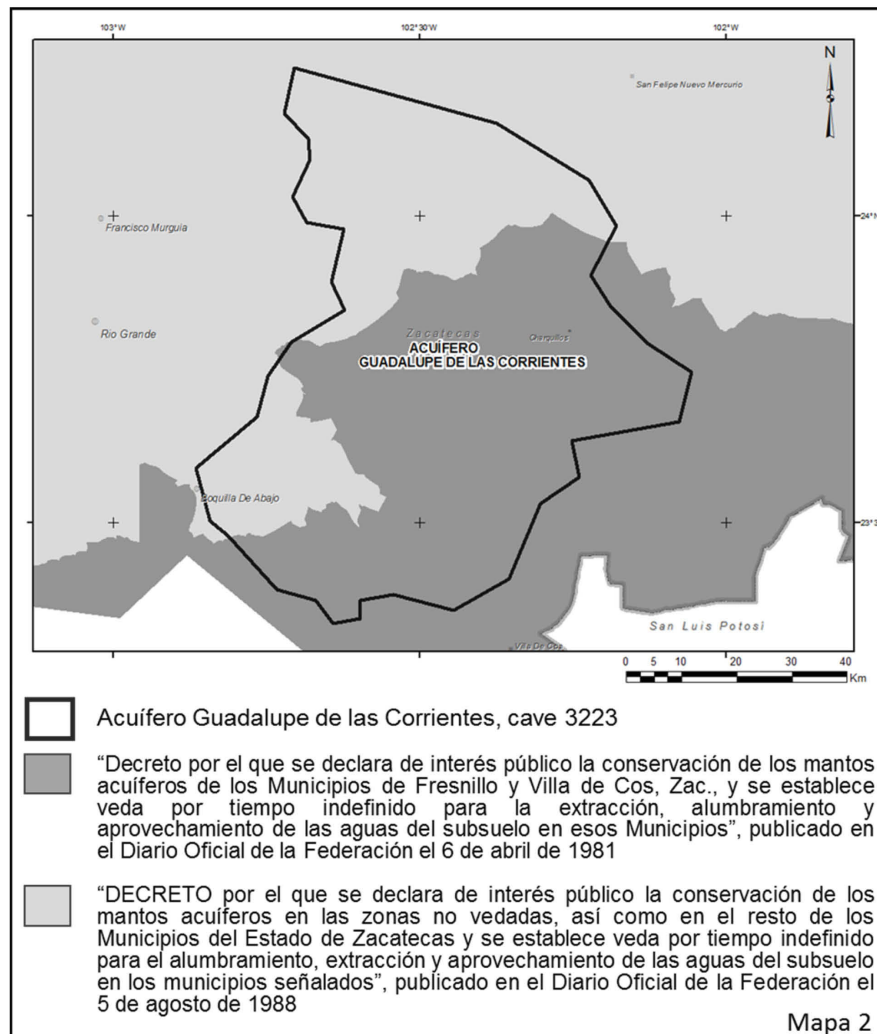 103°W
102°30'W
102°W
N
San Felipe Nuevo Mercurio
24°N
Francisco Murguia
Rio Grande
Zacatecas
Charquillos
ACUÍFERO
GUADALUPE DE LAS CORRIENTES
Boquilla De Abajo
23°3
San Luis Potosí
Villa De Cos
0 5 10 20 30 40
Km
Acuífero Guadalupe de las Corrientes, cave 3223
“Decreto por el que se declara de interés público la conservación de los mantos
acuíferos de los Municipios de Fresnillo y Villa de Cos, Zac., y se establece
veda por tiempo indefinido para la extracción, alumbramiento y
aprovechamiento de las aguas del subsuelo en esos Municipios”, publicado en
el Diario Oficial de la Federación el 6 de abril de 1981
“DECRETO por el que se declara de interés público la conservación de los
mantos acuíferos en las zonas no vedadas, así como en el resto de los
Municipios del Estado de Zacatecas y se establece veda por tiempo indefinido
para el alumbramiento, extracción y aprovechamiento de las aguas del subsuelo
en los municipios señalados”, publicado en el Diario Oficial de la Federación el
5 de agosto de 1988
Mapa 2